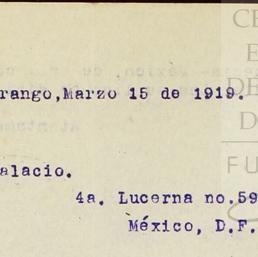 rango, Marzo 15 de 1919.
alacio.
4a. Lucerna no.59
México, D.F.